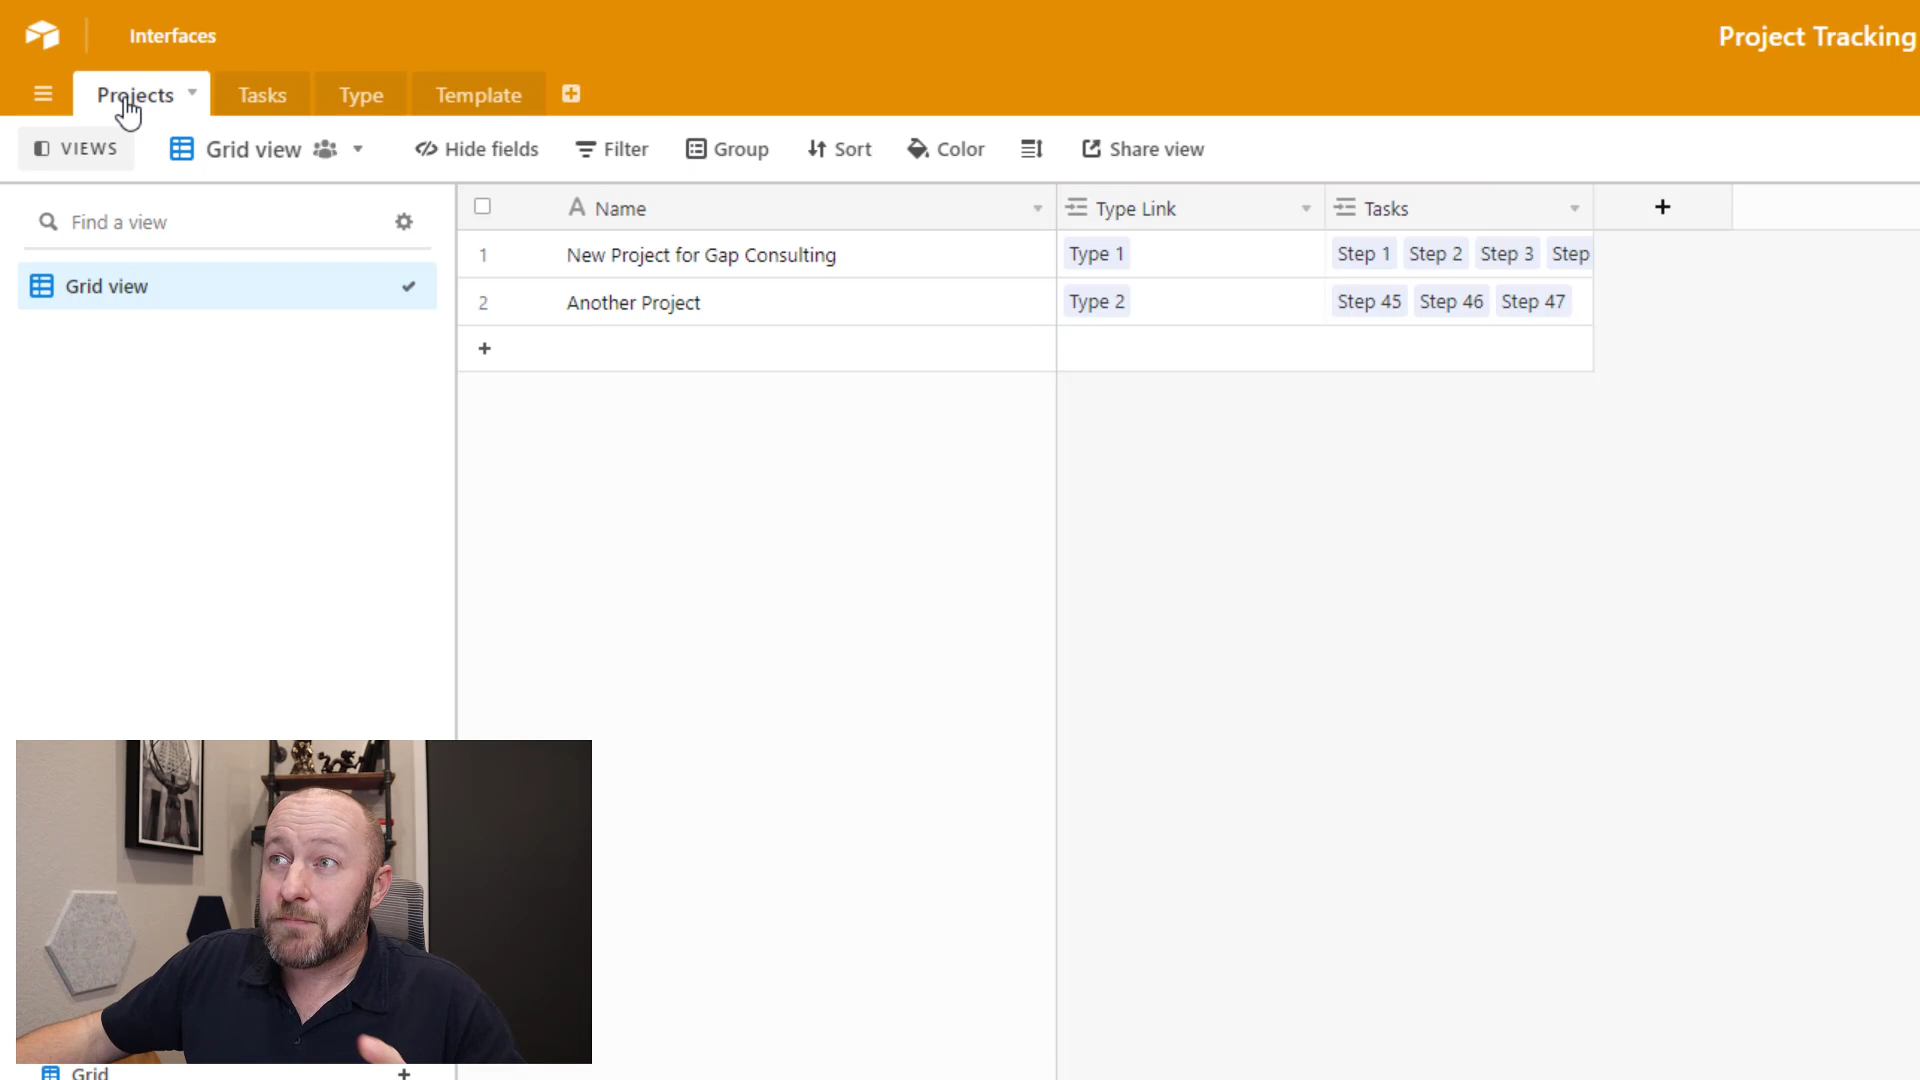 Interfaces
Project Tracking
Projects
Tasks
Type
Template
VIEWS
Grid view
Hide fields
Filter
Group
Sort
Color
Share view
Find a view
Name
Type Link
Tasks
Grid view
1
New Project for Gap Consulting
Type 1
Step 1
Step 2
Step 3
Step
2
Another Project
Type 2
Step 45
Step 46
Step 47
Grid